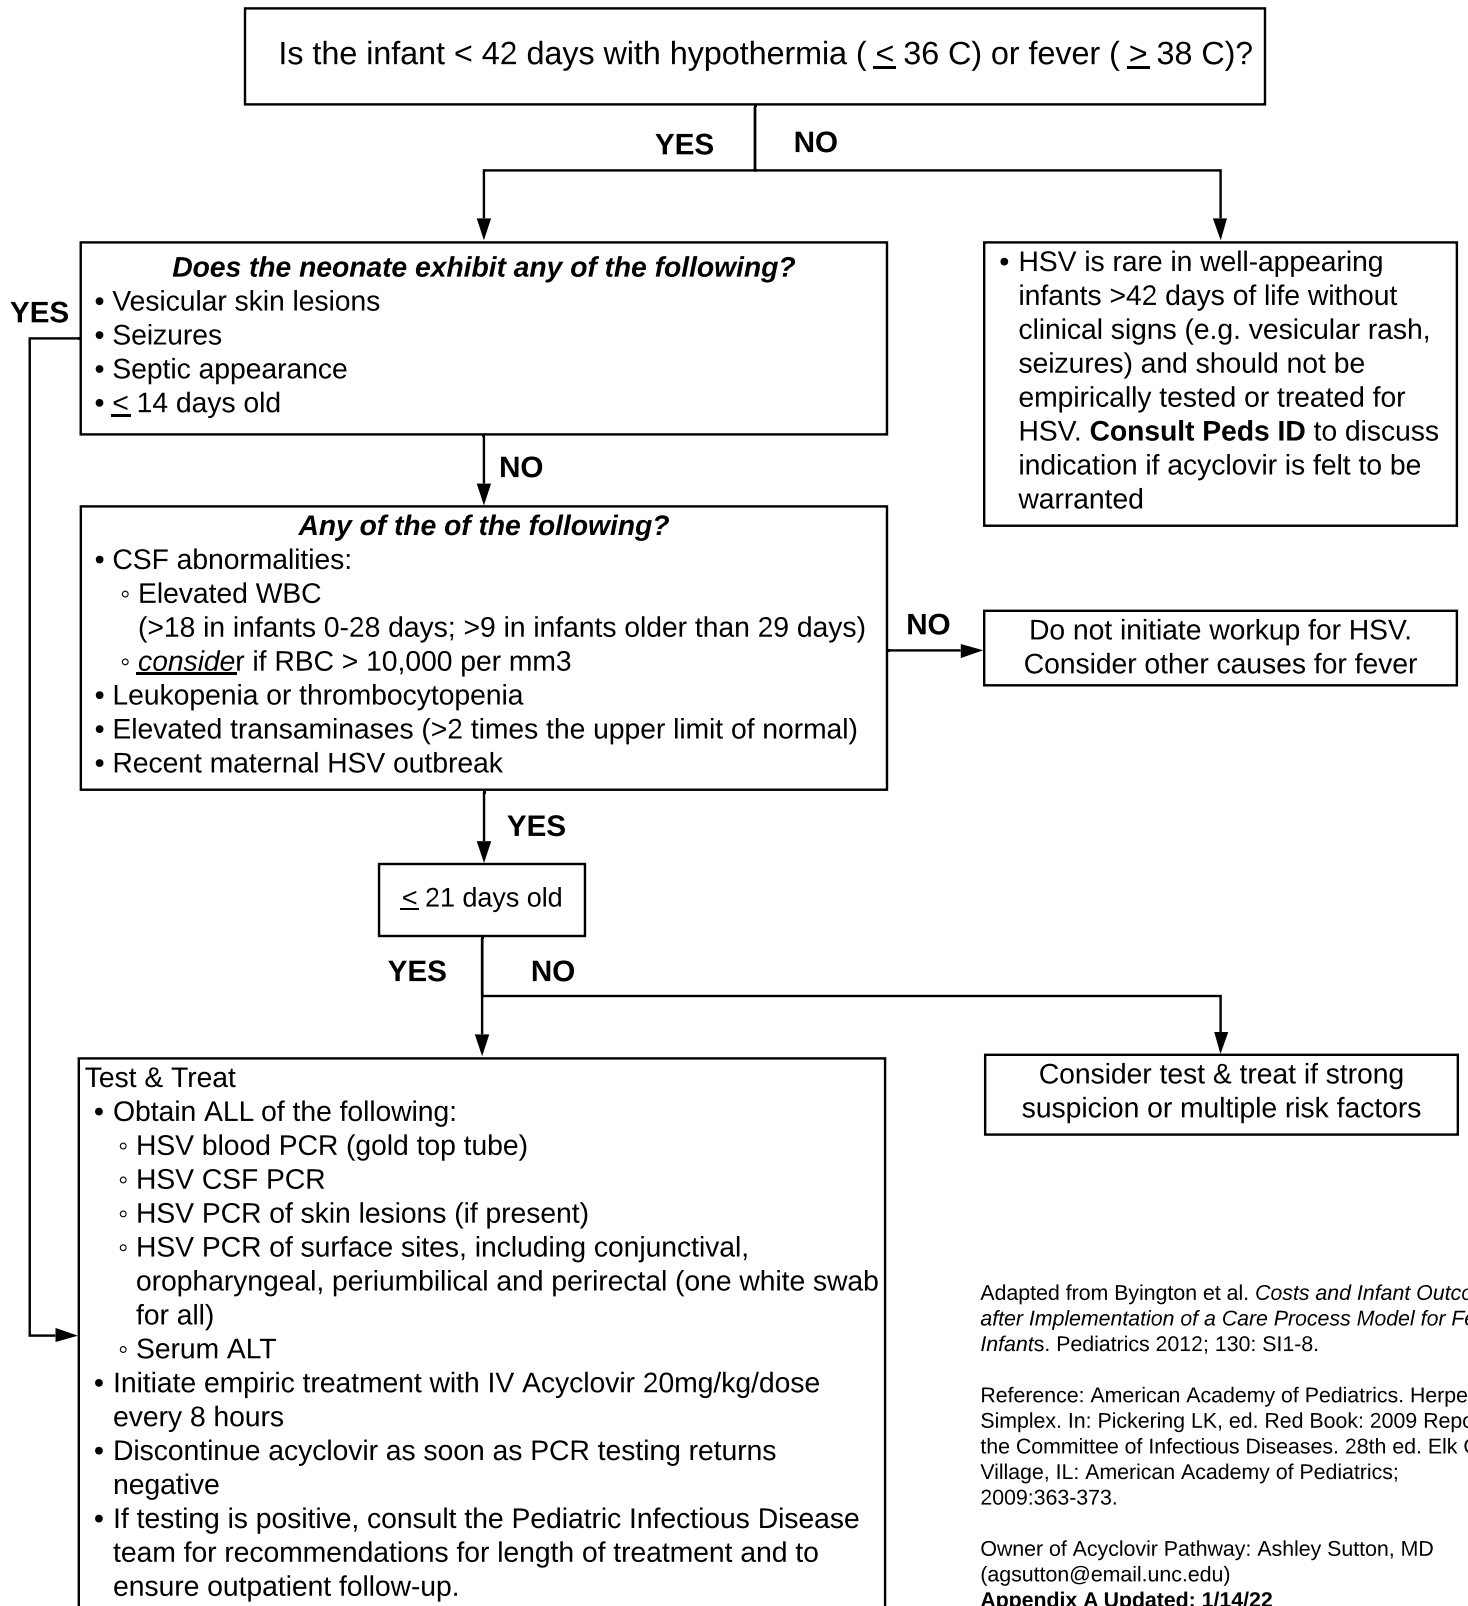 Is the infant < 42 days with hypothermia ( ≤ 36 C) or fever ( ≥ 38 C)?
YES
NO
Does the neonate exhibit any of the following?
• Vesicular skin lesions
• Seizures
• Septic appearance
• ≤ 14 days old
YES
• HSV is rare in well-appearing
infants >42 days of life without
clinical signs (e.g. vesicular rash,
seizures) and should not be
empirically tested or treated for
HSV. Consult Peds ID to discuss
indication if acyclovir is felt to be
warranted
NO
Any of the of the following?
• CSF abnormalities:
◦ Elevated WBC
(>18 in infants 0-28 days; >9 in infants older than 29 days)
◦ consider if RBC > 10,000 per mm3
• Leukopenia or thrombocytopenia
• Elevated transaminases (>2 times the upper limit of normal)
• Recent maternal HSV outbreak
NO
Do not initiate workup for HSV.
Consider other causes for fever
YES
≤ 21 days old
YES
NO
Test & Treat
• Obtain ALL of the following:
◦ HSV blood PCR (gold top tube)
◦ HSV CSF PCR
◦ HSV PCR of skin lesions (if present)
◦ HSV PCR of surface sites, including conjunctival,
oropharyngeal, periumbilical and perirectal (one white swab
for all)
◦ Serum ALT
• Initiate empiric treatment with IV Acyclovir 20mg/kg/dose
every 8 hours
• Discontinue acyclovir as soon as PCR testing returns
negative
• If testing is positive, consult the Pediatric Infectious Disease
team for recommendations for length of treatment and to
ensure outpatient follow-up.
Consider test & treat if strong
suspicion or multiple risk factors
Adapted from Byington et al. Costs and Infant
after Implementation of a Care Process Model for
Infants. Pediatrics 2012; 130: SI1-8.
Reference: American Academy of Pediatrics.
Simplex. In: Pickering LK, ed. Red Book: 2009
the Committee of Infectious Diseases. 28th ed. Elk
Village, IL: American Academy of Pediatrics;
2009:363-373.
Owner of Acyclovir Pathway: Ashley Sutton, MD
(agsutton@email.unc.edu)
Appendix A Updated: 1/14/22